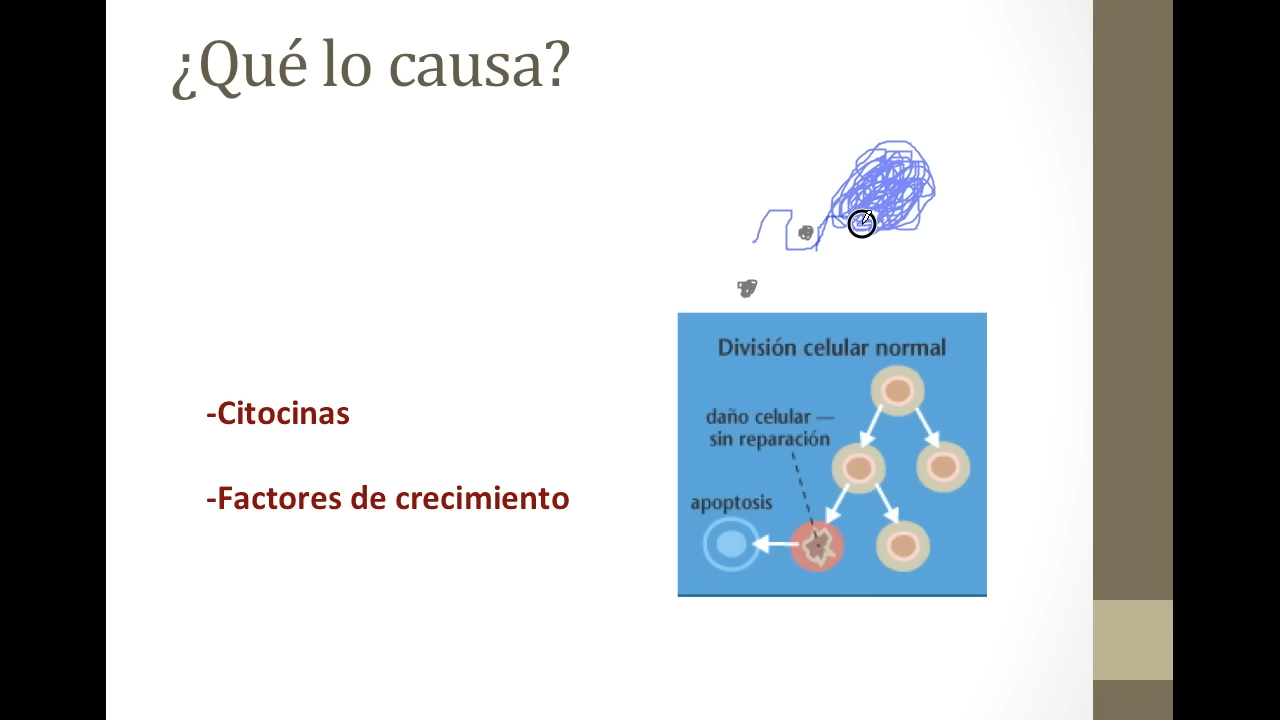 ¿Qué lo causa?
-Citocinas
-Factores de crecimiento
División celular normal
daño celular —
sin reparación
apoptosis